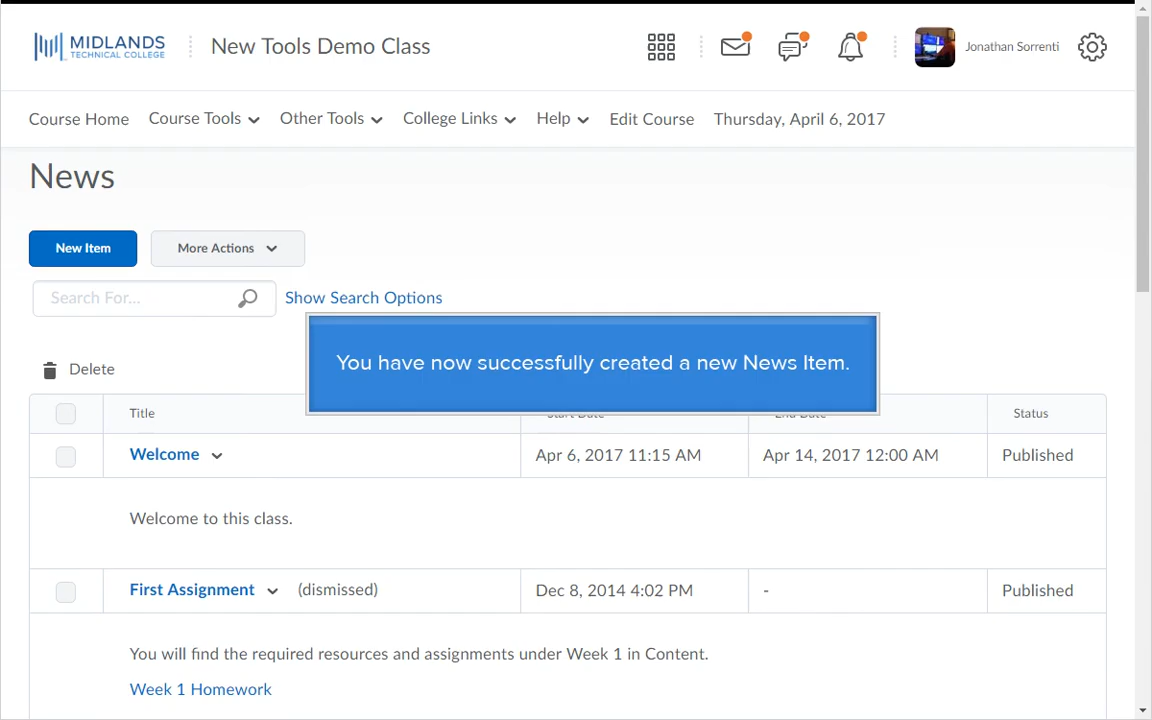 MIDLANDS
TECHNICAL COLLEGE
New Tools Demo Class
Jonathan Sorrenti
Course Home Course Tools Other Tools College Links Help Edit Course Thursday, April 6, 2017
News
New Item More Actions
Search For... Show Search Options
You have now successfully created a new News Item.
Delete
Title Start Date End Date Status
Welcome Apr 6, 2017 11:15 AM Apr 14, 2017 12:00 AM Published
Welcome to this class.
First Assignment (dismissed) Dec 8, 2014 4:02 PM - Published
You will find the required resources and assignments under Week 1 in Content.
Week 1 Homework